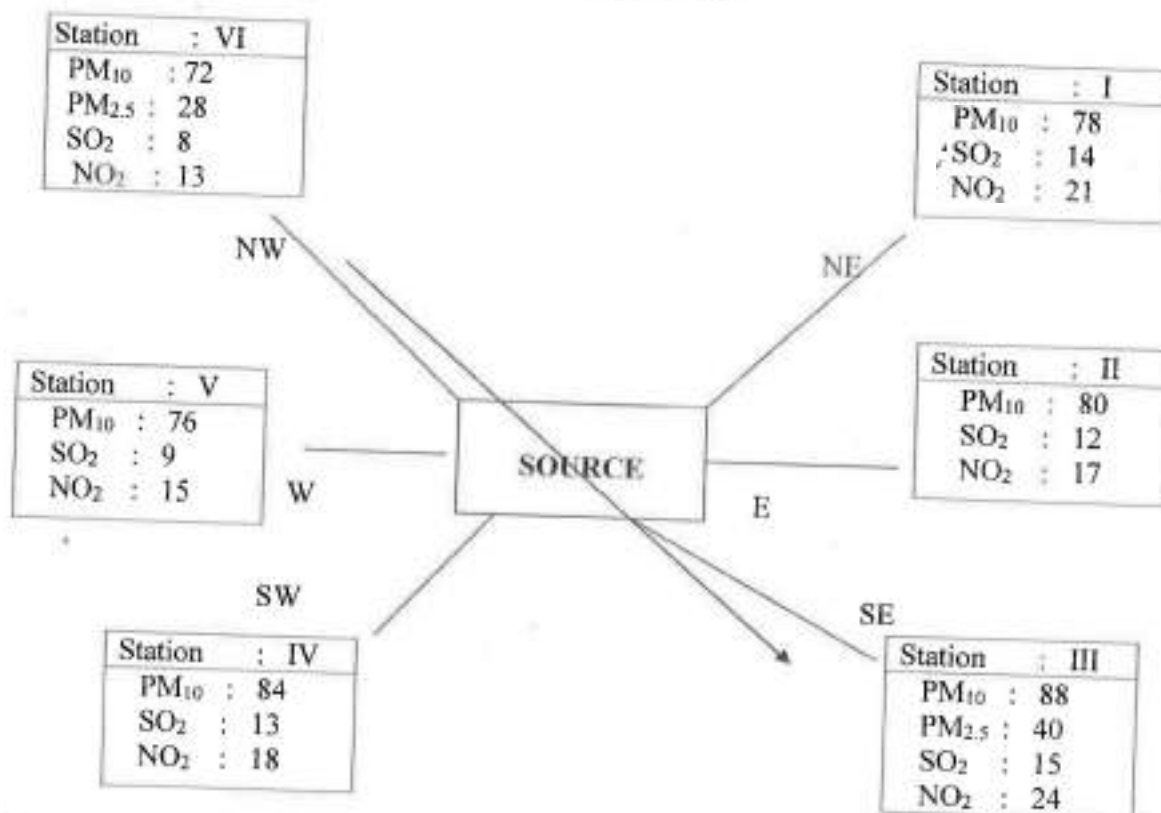 Station : VI
PM10 : 72
PM2.5 : 28
SO2 : 8
NO2 : 13
Station : I
PM10 : 78
SO2 : 14
NO2 : 21
NW
NE
Station : V
PM10 : 76
SO2 : 9
NO2 : 15
W
SOURCE
E
Station : II
PM10 : 80
SO2 : 12
NO2 : 17
SW
SE
Station : IV
PM10 : 84
SO2 : 13
NO2 : 18
Station : III
PM10 : 88
PM2.5 : 40
SO2 : 15
NO2 : 24